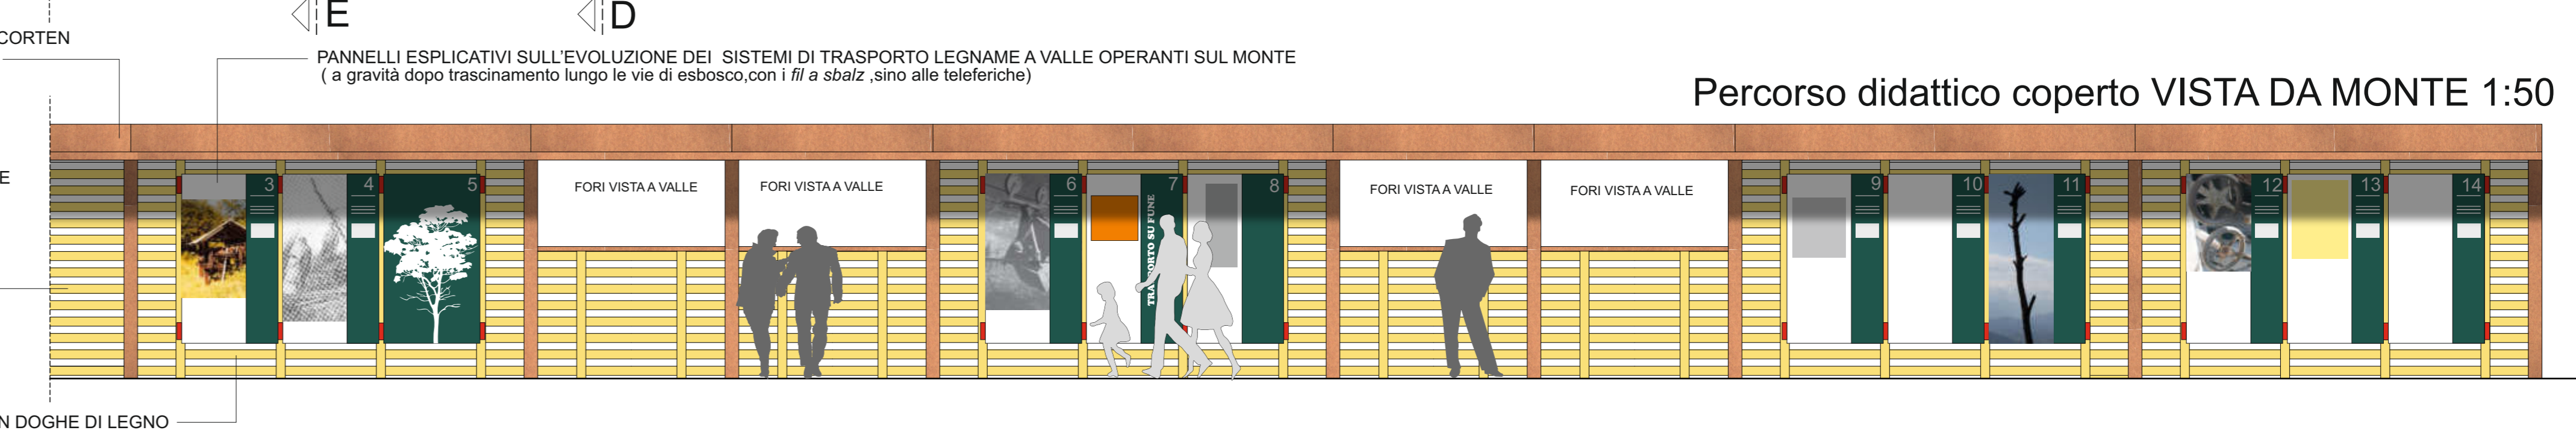 E
D
CORTEN
PANNELLI ESPLICATIVI SULL'EVOLUZIONE DEI SISTEMI DI TRASPORTO LEGNAME A VALLE OPERANTI SUL MONTE
( a gravità dopo trascinamento lungo le vie di esbosco,con i fil a sbalz ,sino alle teleferiche)
Percorso didattico coperto VISTA DA MONTE 1:50
E
3
4
5
FORI VISTA A VALLE
FORI VISTA A VALLE
6
7
8
FORI VISTA A VALLE
FORI VISTA A VALLE
9
10
11
12
13
14
TRASPORTO SU FUNE
N DOGHE DI LEGNO